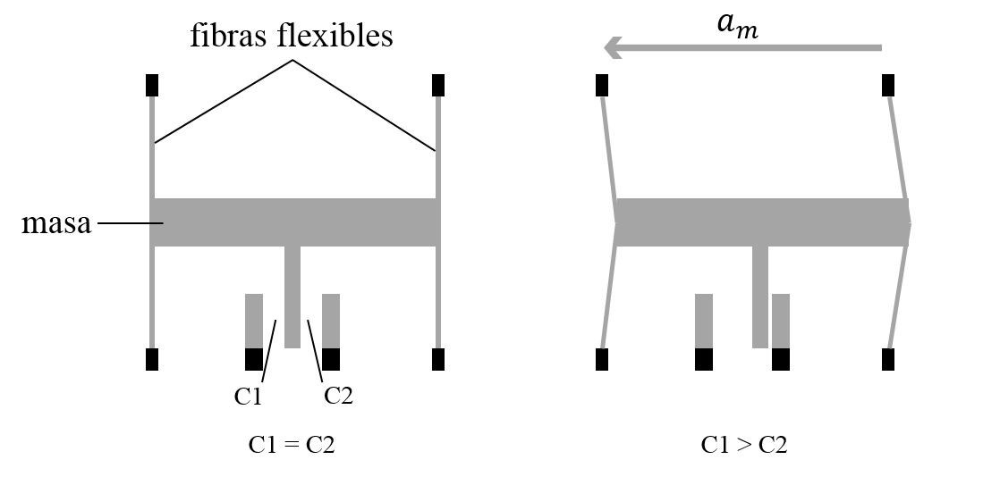 fibras flexibles
masa
C1
C2
C1 = C2
a_m
C1 > C2